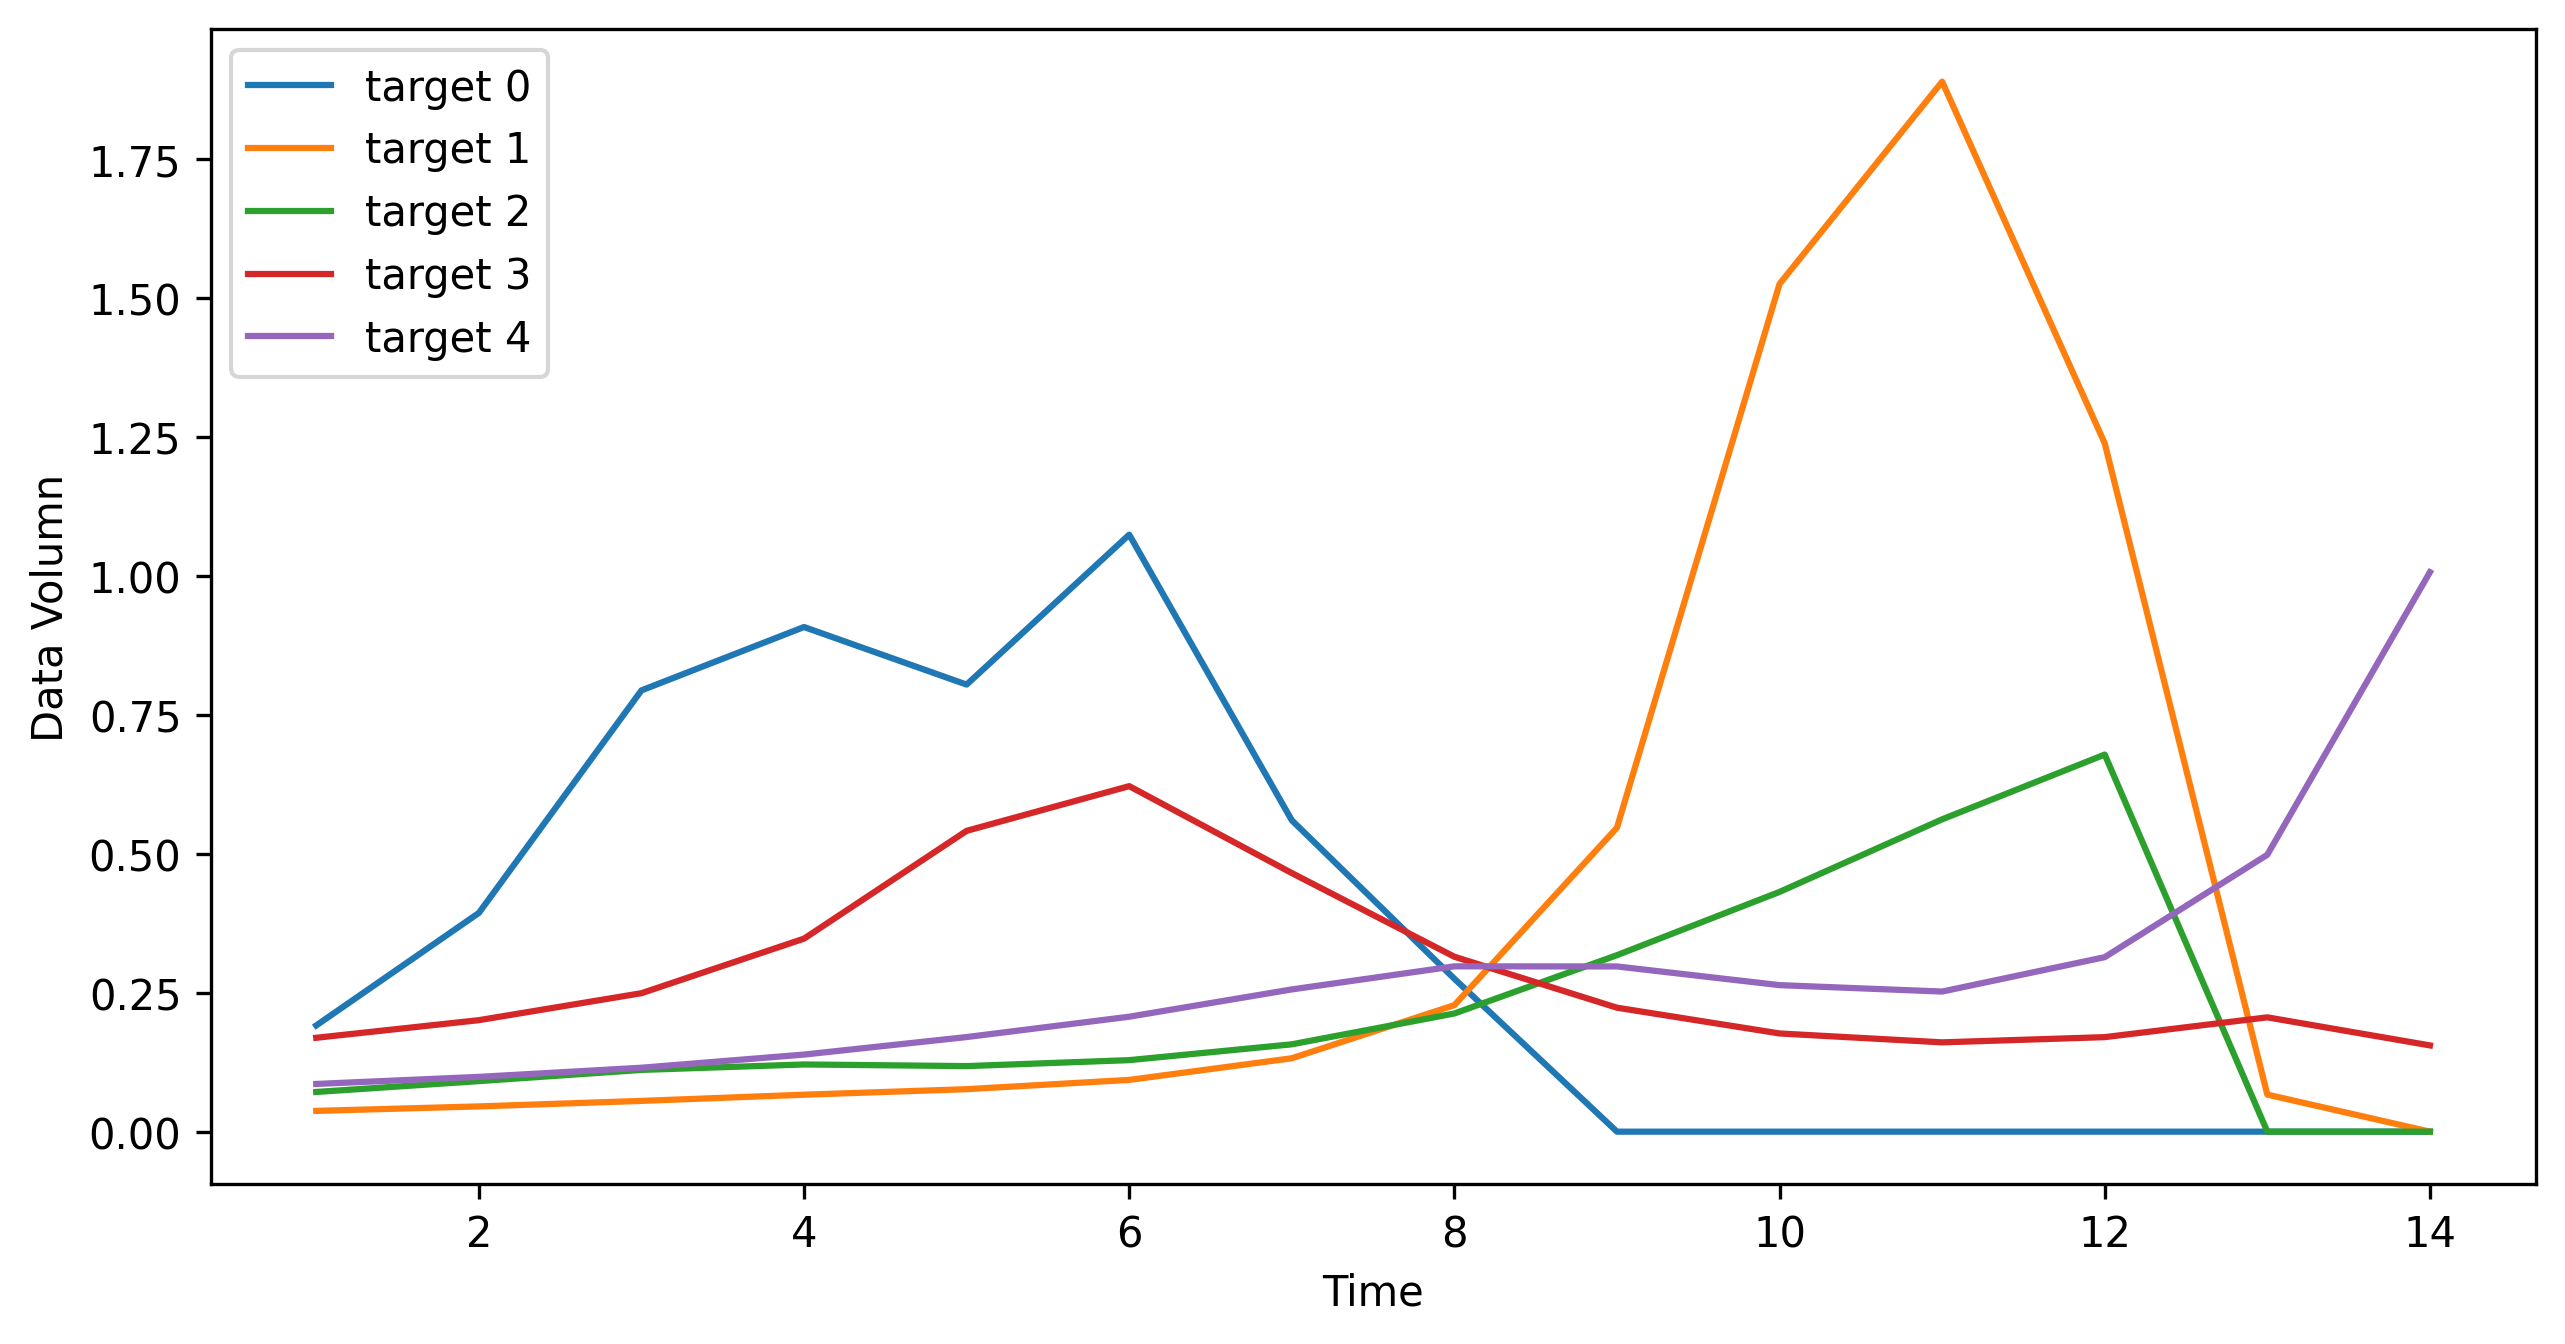 target 0
target 1
target 2
target 3
target 4
1.75
1.50
1.25
1.00
0.75
0.50
0.25
0.00
Data Volumn
2 4 6 8 10 12 14
Time